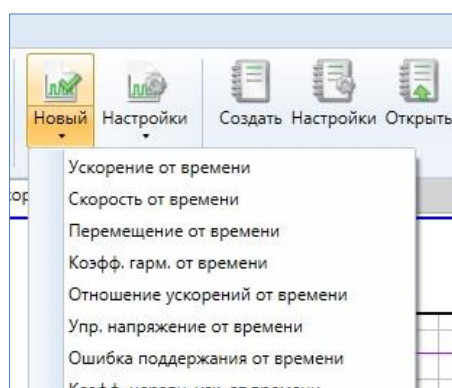 Новый Настройки Создать Настройки Открыть
Ускорение от времени
Скорость от времени
Перемещение от времени
Коэфф. гарм. от времени
Отношение ускорений от времени
Упр. напряжение от времени
Ошибка поддержания от времени